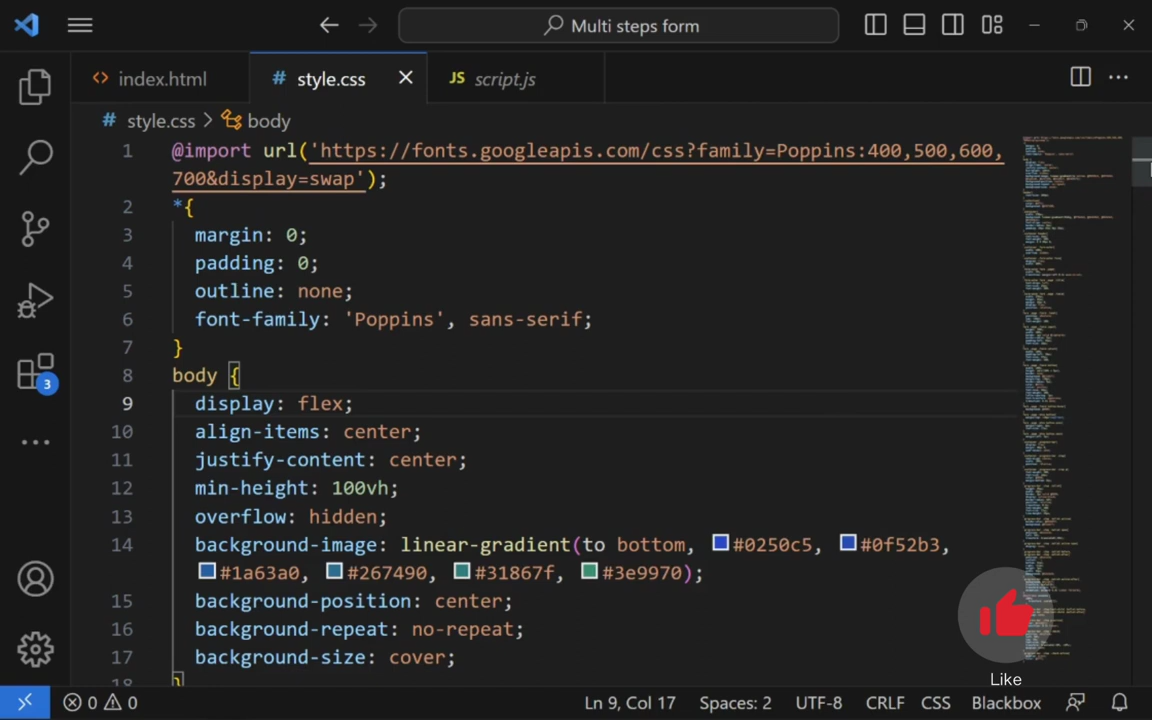 Multi steps form
index.html
# style.css
JS script.js
# style.css > body
1 @import url('https://fonts.googleapis.com/css?family=Poppins:400,500,600,
700&display=swap');
2 *{
3 margin: 0;
4 padding: 0;
5 outline: none;
6 font-family: 'Poppins', sans-serif;
7 }
8 body {
9 display: flex;
10 align-items: center;
11 justify-content: center;
12 min-height: 100vh;
13 overflow: hidden;
14 background-image: linear-gradient(to bottom, #0250c5, #0f52b3,
#1a63a0, #267490, #31867f, #3e9970);
15 background-position: center;
16 background-repeat: no-repeat;
17 background-size: cover;
18 }
3
Like
0 0
Ln 9, Col 17 Spaces: 2 UTF-8 CRLF CSS Blackbox